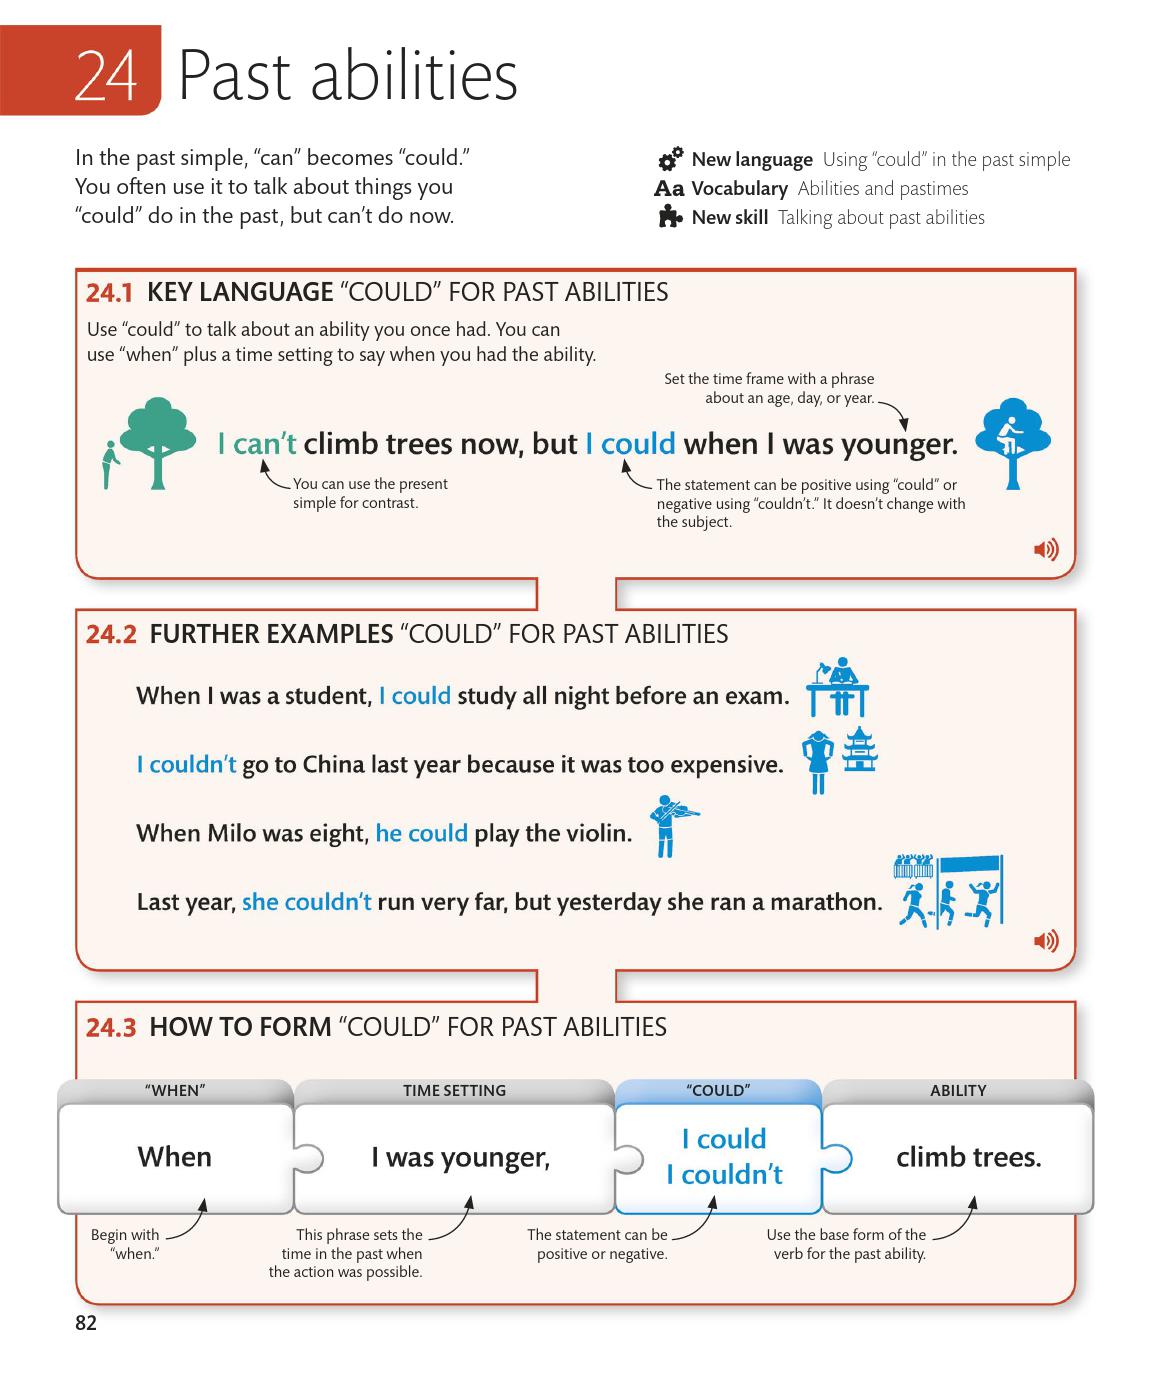 24 Past abilities
In the past simple, “can” becomes “could.”
You often use it to talk about things you
“could” do in the past, but can’t do now.
New language Using “could” in the past simple
Aa Vocabulary Abilities and pastimes
New skill Talking about past abilities
24.1 KEY LANGUAGE “COULD” FOR PAST ABILITIES
Use “could” to talk about an ability you once had. You can
use “when” plus a time setting to say when you had the ability.
Set the time frame with a phrase
about an age, day, or year.
I can’t climb trees now, but I could when I was younger.
You can use the present
simple for contrast.
The statement can be positive using “could” or
negative using “couldn’t.” It doesn’t change with
the subject.
24.2 FURTHER EXAMPLES “COULD” FOR PAST ABILITIES
When I was a student, I could study all night before an exam.
I couldn’t go to China last year because it was too expensive.
When Milo was eight, he could play the violin.
Last year, she couldn’t run very far, but yesterday she ran a marathon.
24.3 HOW TO FORM “COULD” FOR PAST ABILITIES
“WHEN”
TIME SETTING
“COULD”
ABILITY
When
I was younger,
I could
I couldn’t
climb trees.
Begin with
“when.”
This phrase sets the
time in the past when
the action was possible.
The statement can be
positive or negative.
Use the base form of the
verb for the past ability.
82